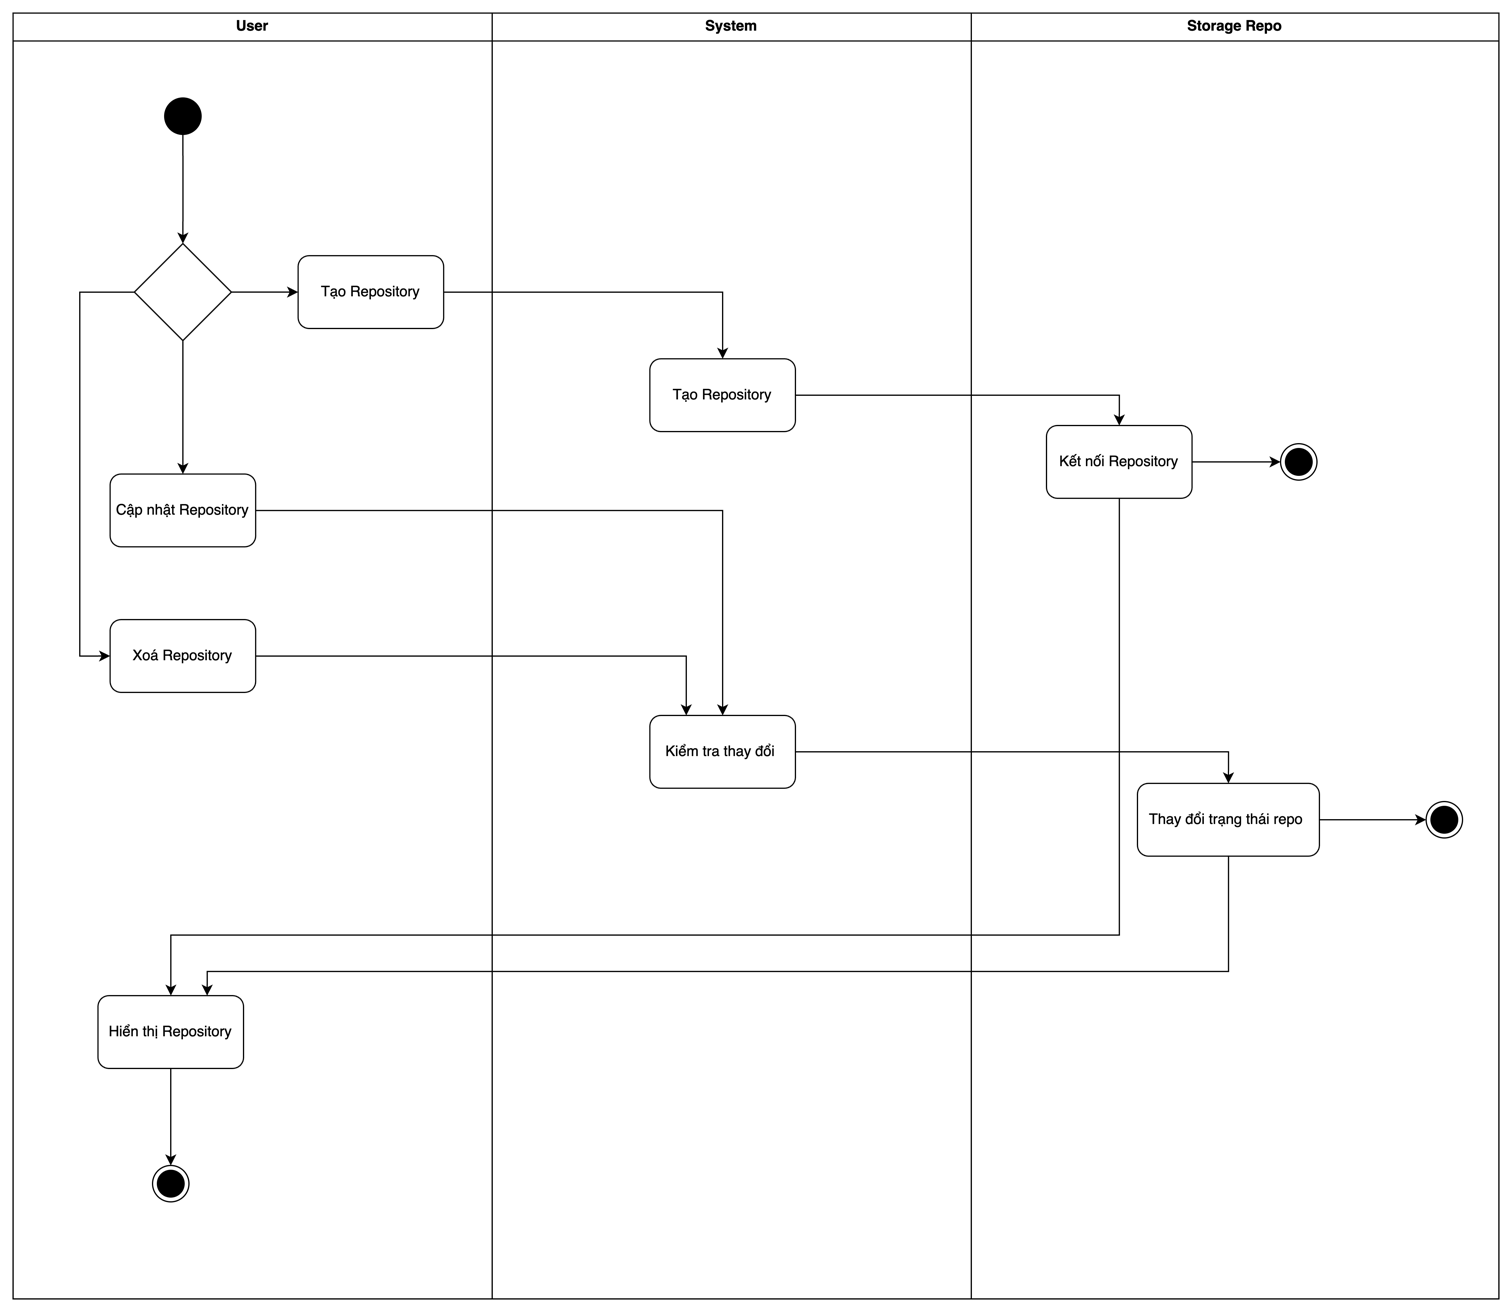 User
System
Storage Repo
Tạo Repository
Tạo Repository
Kết nối Repository
Cập nhật Repository
Xoá Repository
Kiểm tra thay đổi
Thay đổi trạng thái repo
Hiển thị Repository